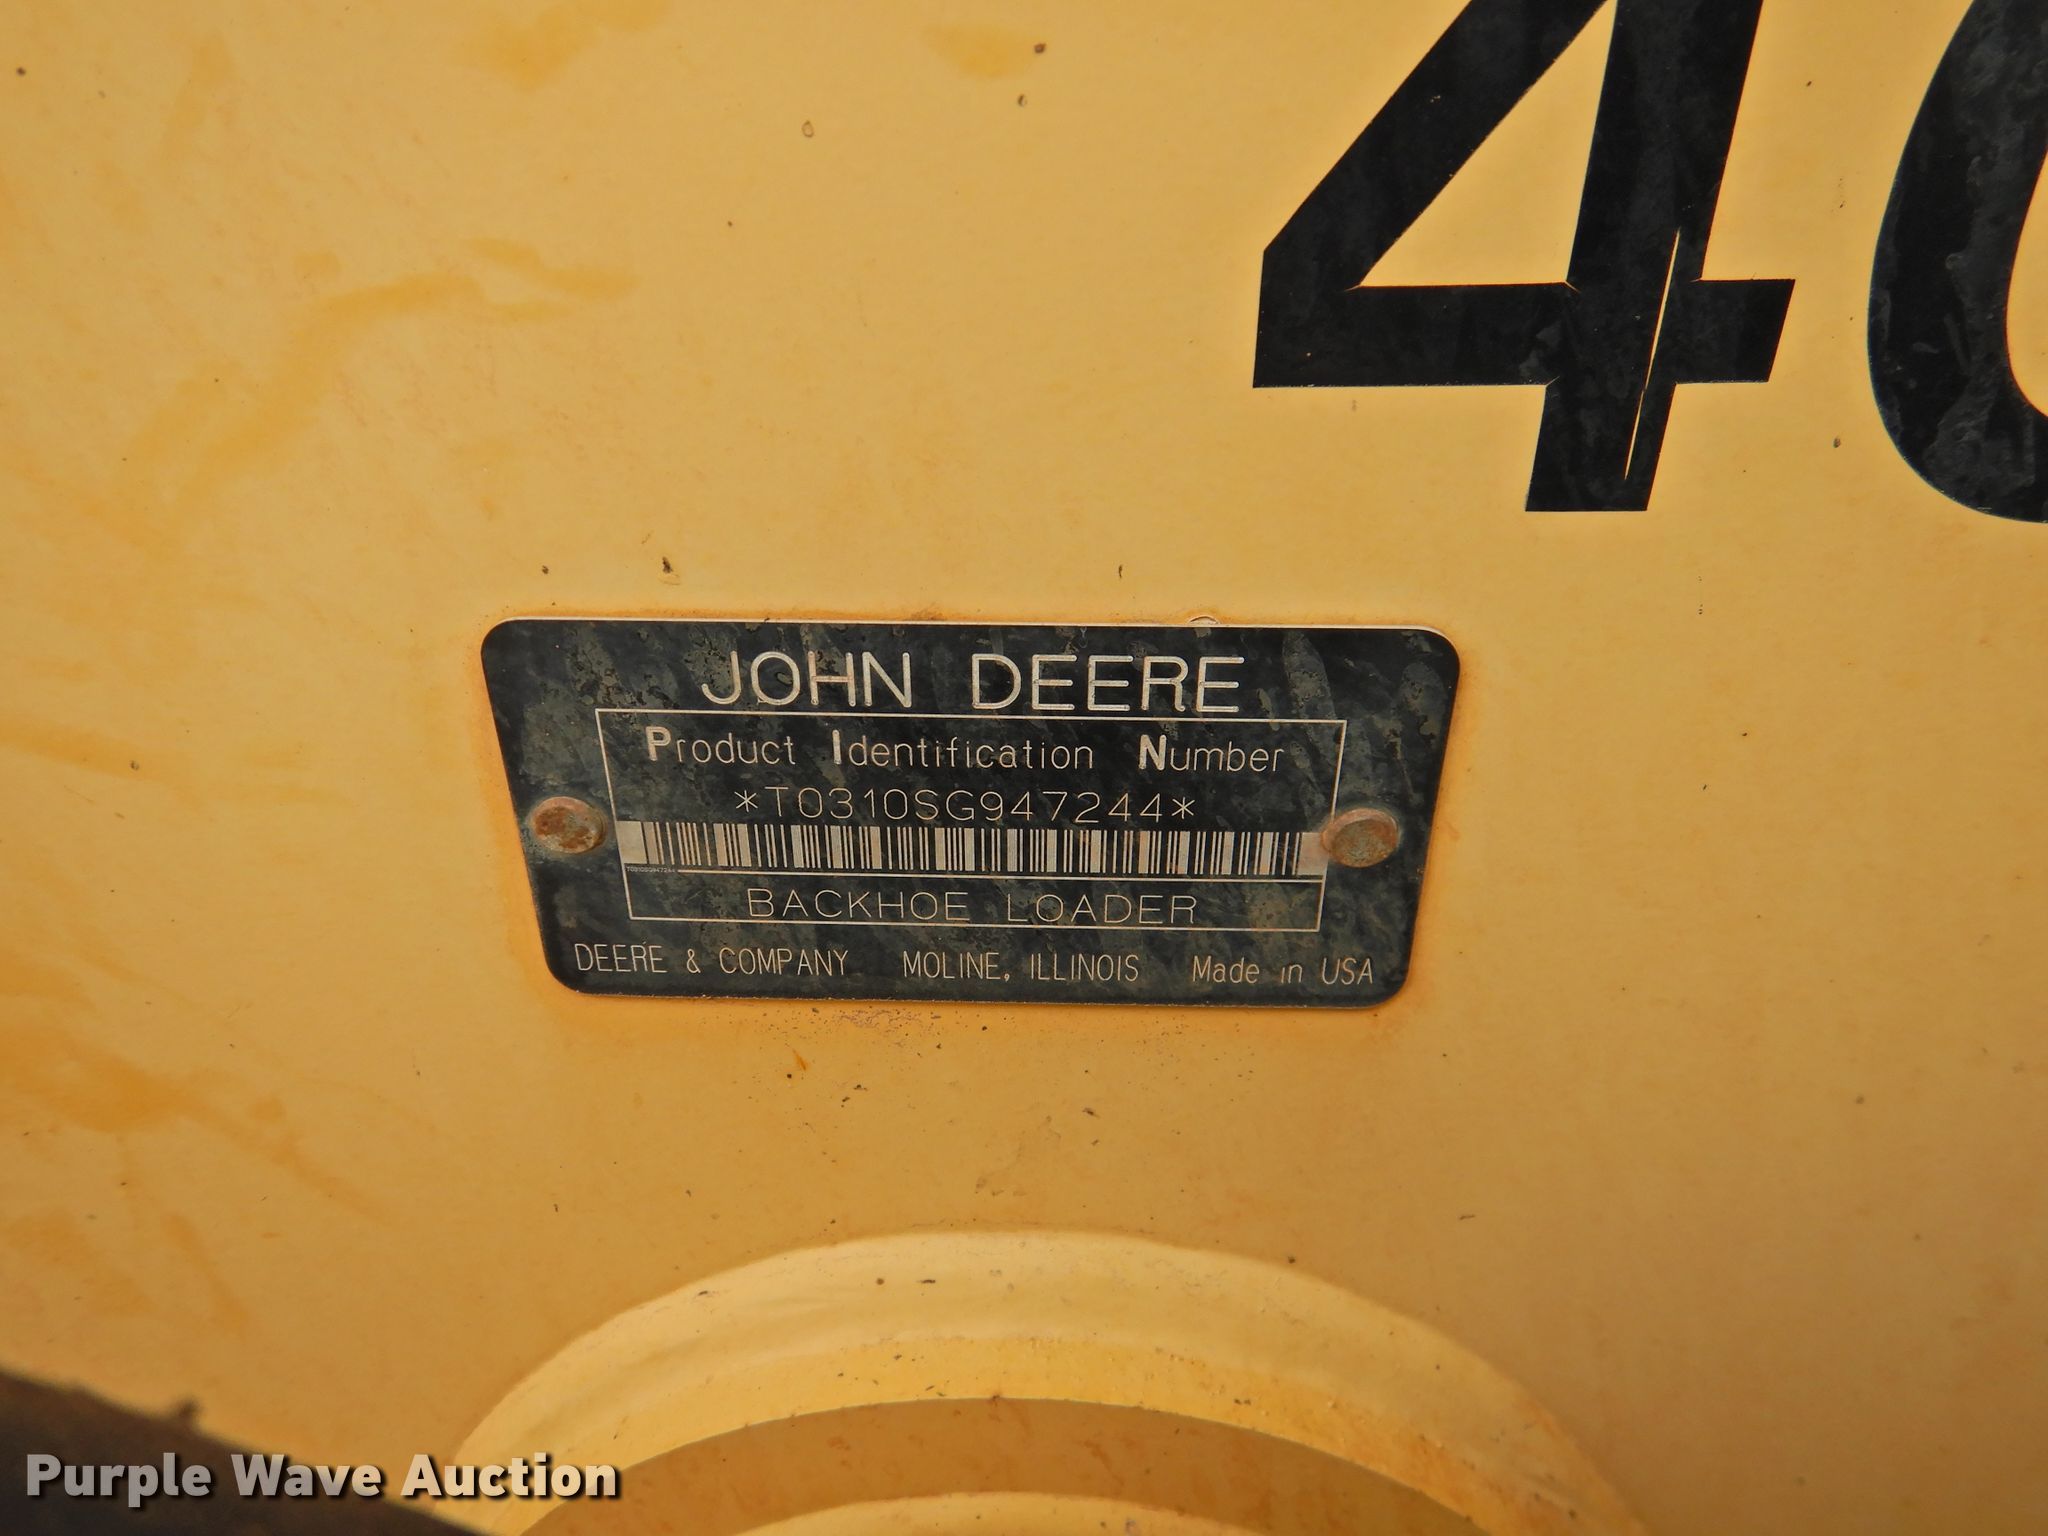 40
JOHN DEERE
Product Identification Number
*T0310SG947244*
T0310SG947244
BACKHOE LOADER
DEERE & COMPANY MOLINE, ILLINOIS Made in USA
Purple Wave Auction